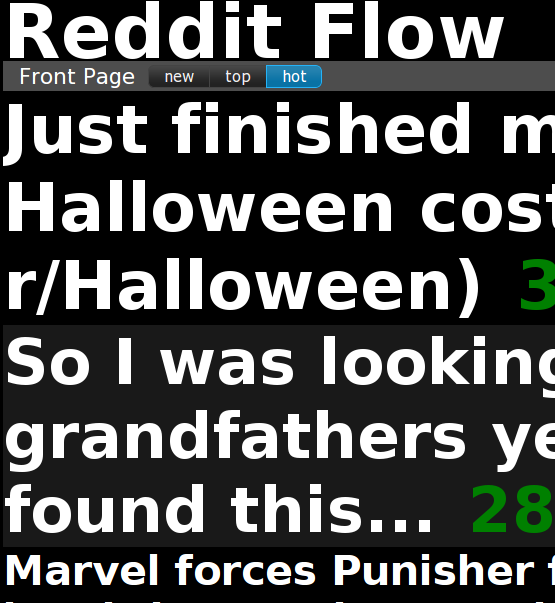 Reddit Flow
Front Page new top hot
Just finished m
Halloween cost
r/Halloween) 3
So I was looking
grandfathers ye
found this... 28
Marvel forces Punisher f